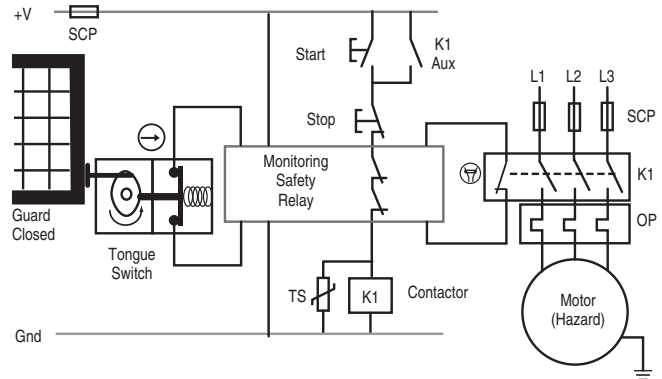 +V
SCP
Start
K1
Aux
L1 L2 L3
SCP
Stop
Monitoring
Safety
Relay
K1
Guard
Closed
OP
Tongue
Switch
TS
K1
Contactor
Motor
(Hazard)
Gnd